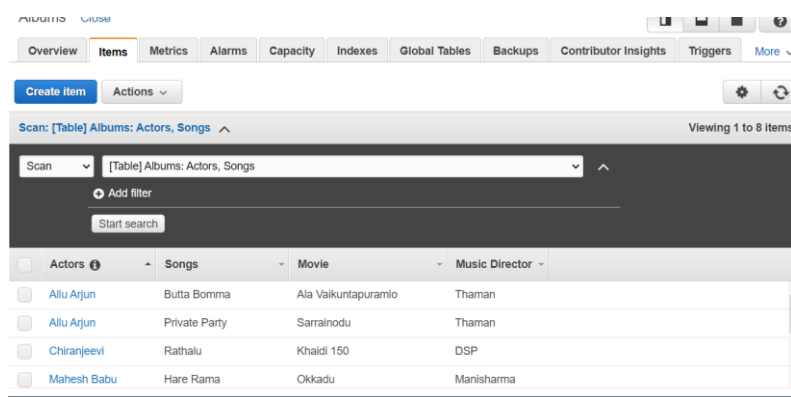 Albums Close
Overview Items Metrics Alarms Capacity Indexes Global Tables Backups Contributor Insights Triggers More
Create item Actions
Scan: [Table] Albums: Actors, Songs Viewing 1 to 8 items
Scan [Table] Albums: Actors, Songs
Add filter
Start search
Actors Songs Movie Music Director
Allu Arjun Butta Bomma Ala Vaikuntapuramlo Thaman
Allu Arjun Private Party Sarrainodu Thaman
Chiranjeevi Rathalu Khaidi 150 DSP
Mahesh Babu Hare Rama Okkadu Manisharma